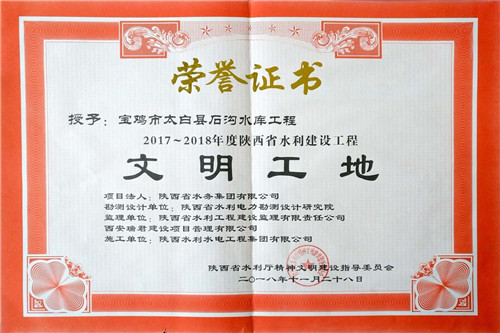 荣誉证书
授予：宝鸡市太白县石沟水库工程
2017～2018年度陕西省水利建设工程
文明工地
项目法人：陕西省水务集团有限公司
勘测设计单位：陕西省水利电力勘测设计研究院
监理单位：陕西省水利工程建设监理有限责任公司
西安瑞君建设项目管理有限公司
施工单位：陕西水利水电工程集团有限公司
陕西省水利厅精神文明建设指导委员会
二〇一八年十一月二十八日